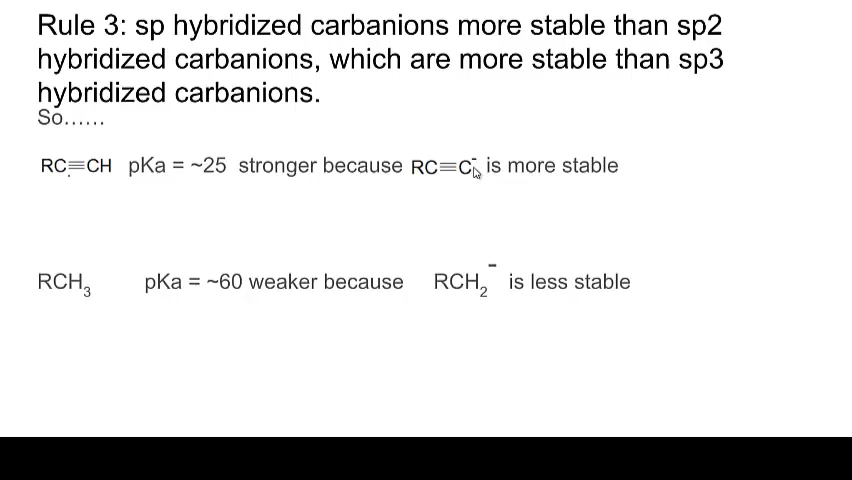 Rule 3: sp hybridized carbanions more stable than sp2
hybridized carbanions, which are more stable than sp3
hybridized carbanions.
So……
RC≡CH pKa = ~25 stronger because RC≡C⁻ is more stable
RCH₃ pKa = ~60 weaker because RCH₂⁻ is less stable